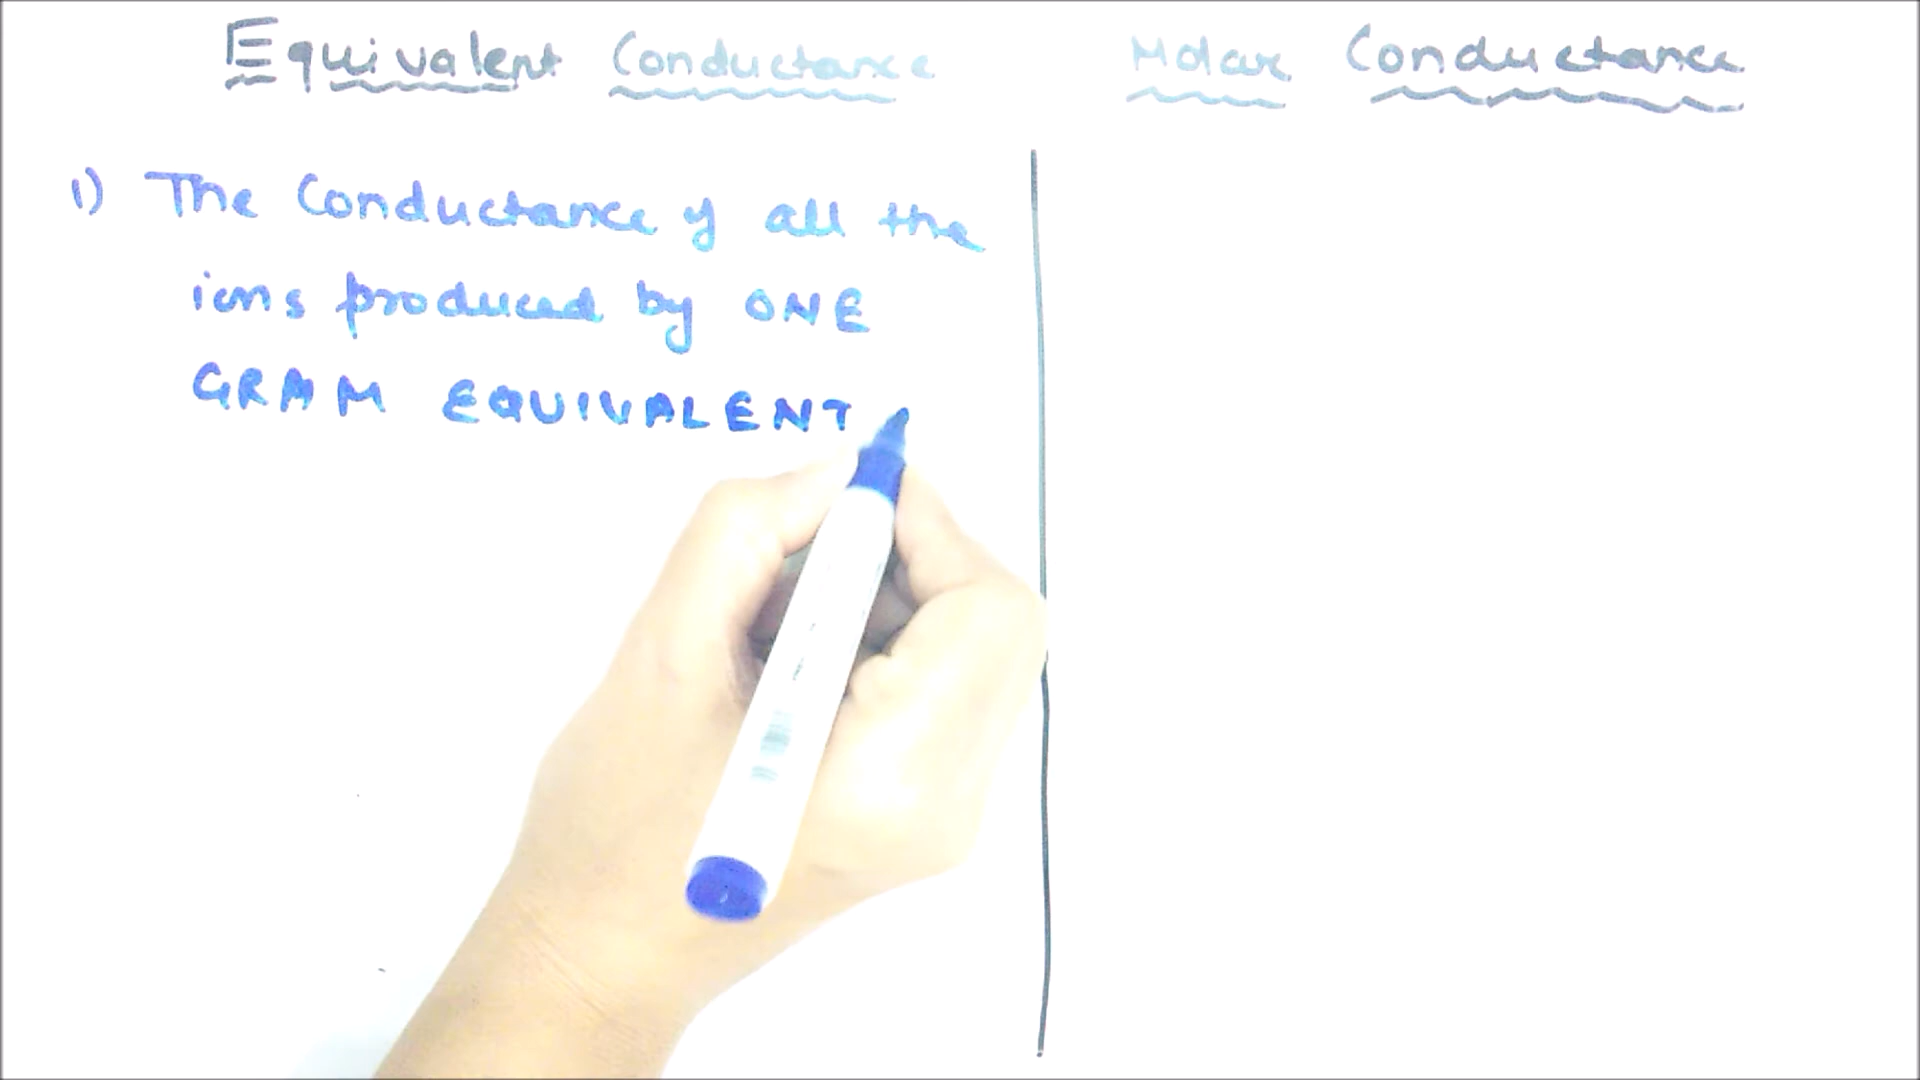 Equivalent Conductance
Molar Conductance
1) The Conductance of all the
ions produced by ONE
GRAM EQUIVALENT